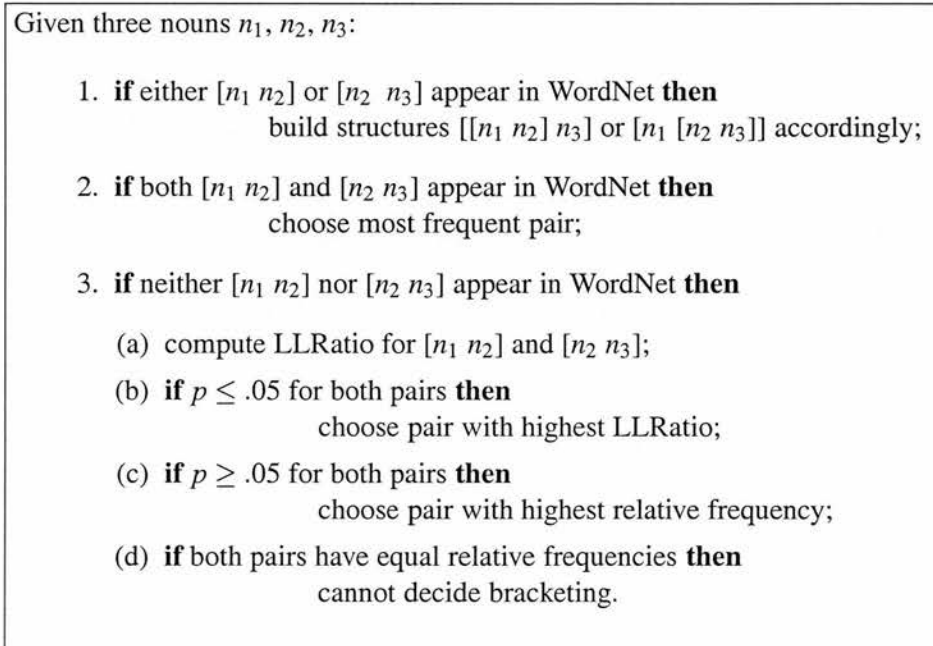 Given three nouns n₁, n₂, n₃:
1. if either [n₁ n₂] or [n₂ n₃] appear in WordNet then
build structures [[n₁ n₂] n₃] or [n₁ [n₂ n₃]] accordingly;
2. if both [n₁ n₂] and [n₂ n₃] appear in WordNet then
choose most frequent pair;
3. if neither [n₁ n₂] nor [n₂ n₃] appear in WordNet then
(a) compute LLRatio for [n₁ n₂] and [n₂ n₃];
(b) if p ≤ .05 for both pairs then
choose pair with highest LLRatio;
(c) if p ≥ .05 for both pairs then
choose pair with highest relative frequency;
(d) if both pairs have equal relative frequencies then
cannot decide bracketing.